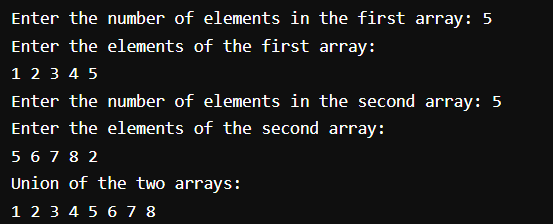 Enter the number of elements in the first array: 5
Enter the elements of the first array:
1 2 3 4 5
Enter the number of elements in the second array: 5
Enter the elements of the second array:
5 6 7 8 2
Union of the two arrays:
1 2 3 4 5 6 7 8